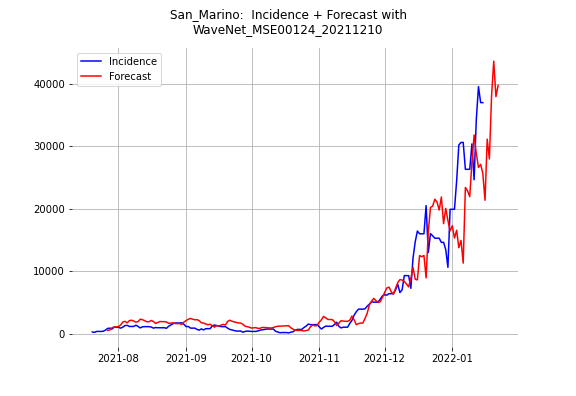 San_Marino:  Incidence + Forecast with
WaveNet_MSE00124_20211210
Incidence
Forecast
40000
30000
20000
10000
0
2021-08 2021-09 2021-10 2021-11 2021-12 2022-01